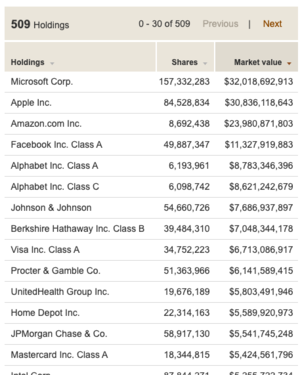 509 Holdings 0 - 30 of 509 Previous | Next
Holdings Shares Market value
Microsoft Corp. 157,332,283 $32,018,692,913
Apple Inc. 84,528,834 $30,836,118,643
Amazon.com Inc. 8,692,438 $23,980,871,803
Facebook Inc. Class A 49,887,347 $11,327,919,883
Alphabet Inc. Class A 6,193,961 $8,783,346,396
Alphabet Inc. Class C 6,098,742 $8,621,242,679
Johnson & Johnson 54,660,726 $7,686,937,897
Berkshire Hathaway Inc. Class B 39,484,310 $7,048,344,178
Visa Inc. Class A 34,752,223 $6,713,086,917
Procter & Gamble Co. 51,363,966 $6,141,589,415
UnitedHealth Group Inc. 19,676,189 $5,803,491,946
Home Depot Inc. 22,314,163 $5,589,920,973
JPMorgan Chase & Co. 58,917,130 $5,541,745,248
Mastercard Inc. Class A 18,344,815 $5,424,561,796
Intel Corp.